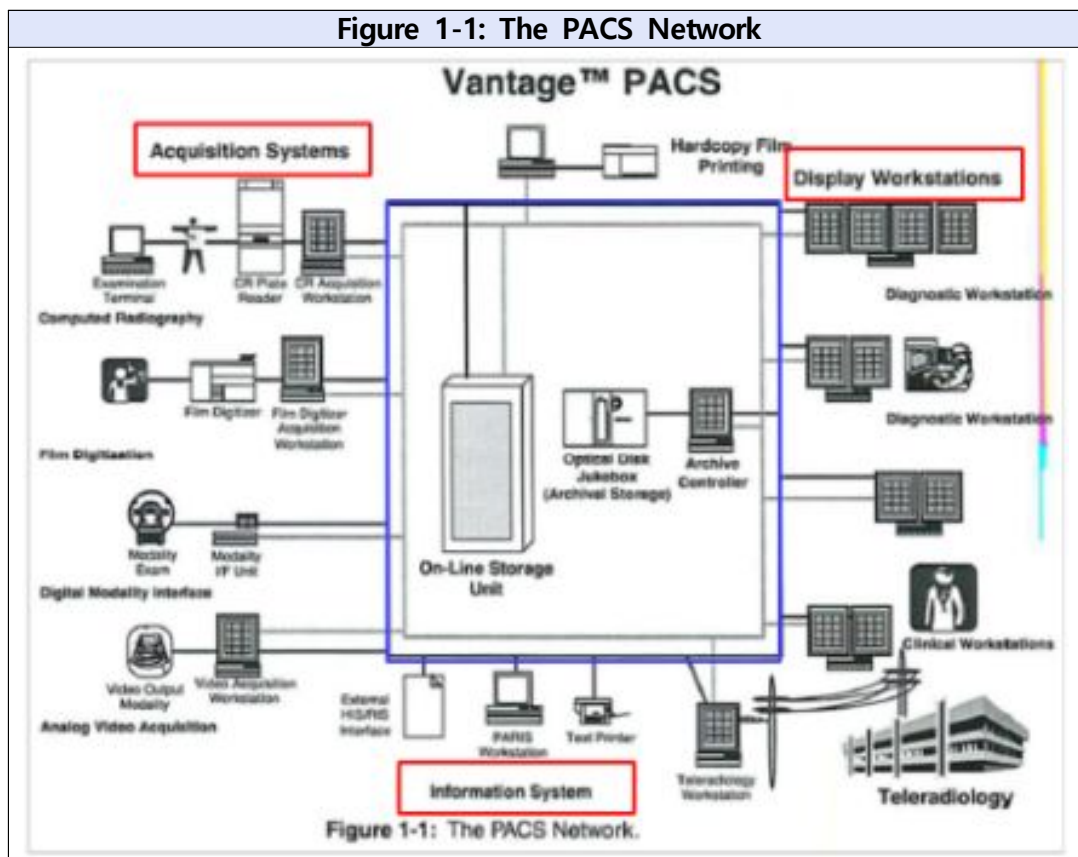 Figure 1-1: The PACS Network
Vantage™ PACS
Acquisition Systems
Hardcopy Film
Printing
Display Workstations
Examination
Terminal
CR Plate
Reader
CR Acquisition
Workstation
Computed Radiography
Diagnostic Workstation
Film Digitizer
Film Digitizer
Acquisition
Workstation
Film Digitization
Optical Disk
Jukebox
(Archival Storage)
Archive
Controller
Diagnostic Workstation
Modality
Exam
Modality
I/F Unit
Digital Modality Interface
On-Line Storage
Unit
Clinical Workstations
Video Output
Modality
Video Acquisition
Workstation
Analog Video Acquisition
External
HIS/RIS
Interface
PARIS
Workstation
Text Printer
Teleradiology
Workstation
Teleradiology
Information System
Figure 1-1: The PACS Network.